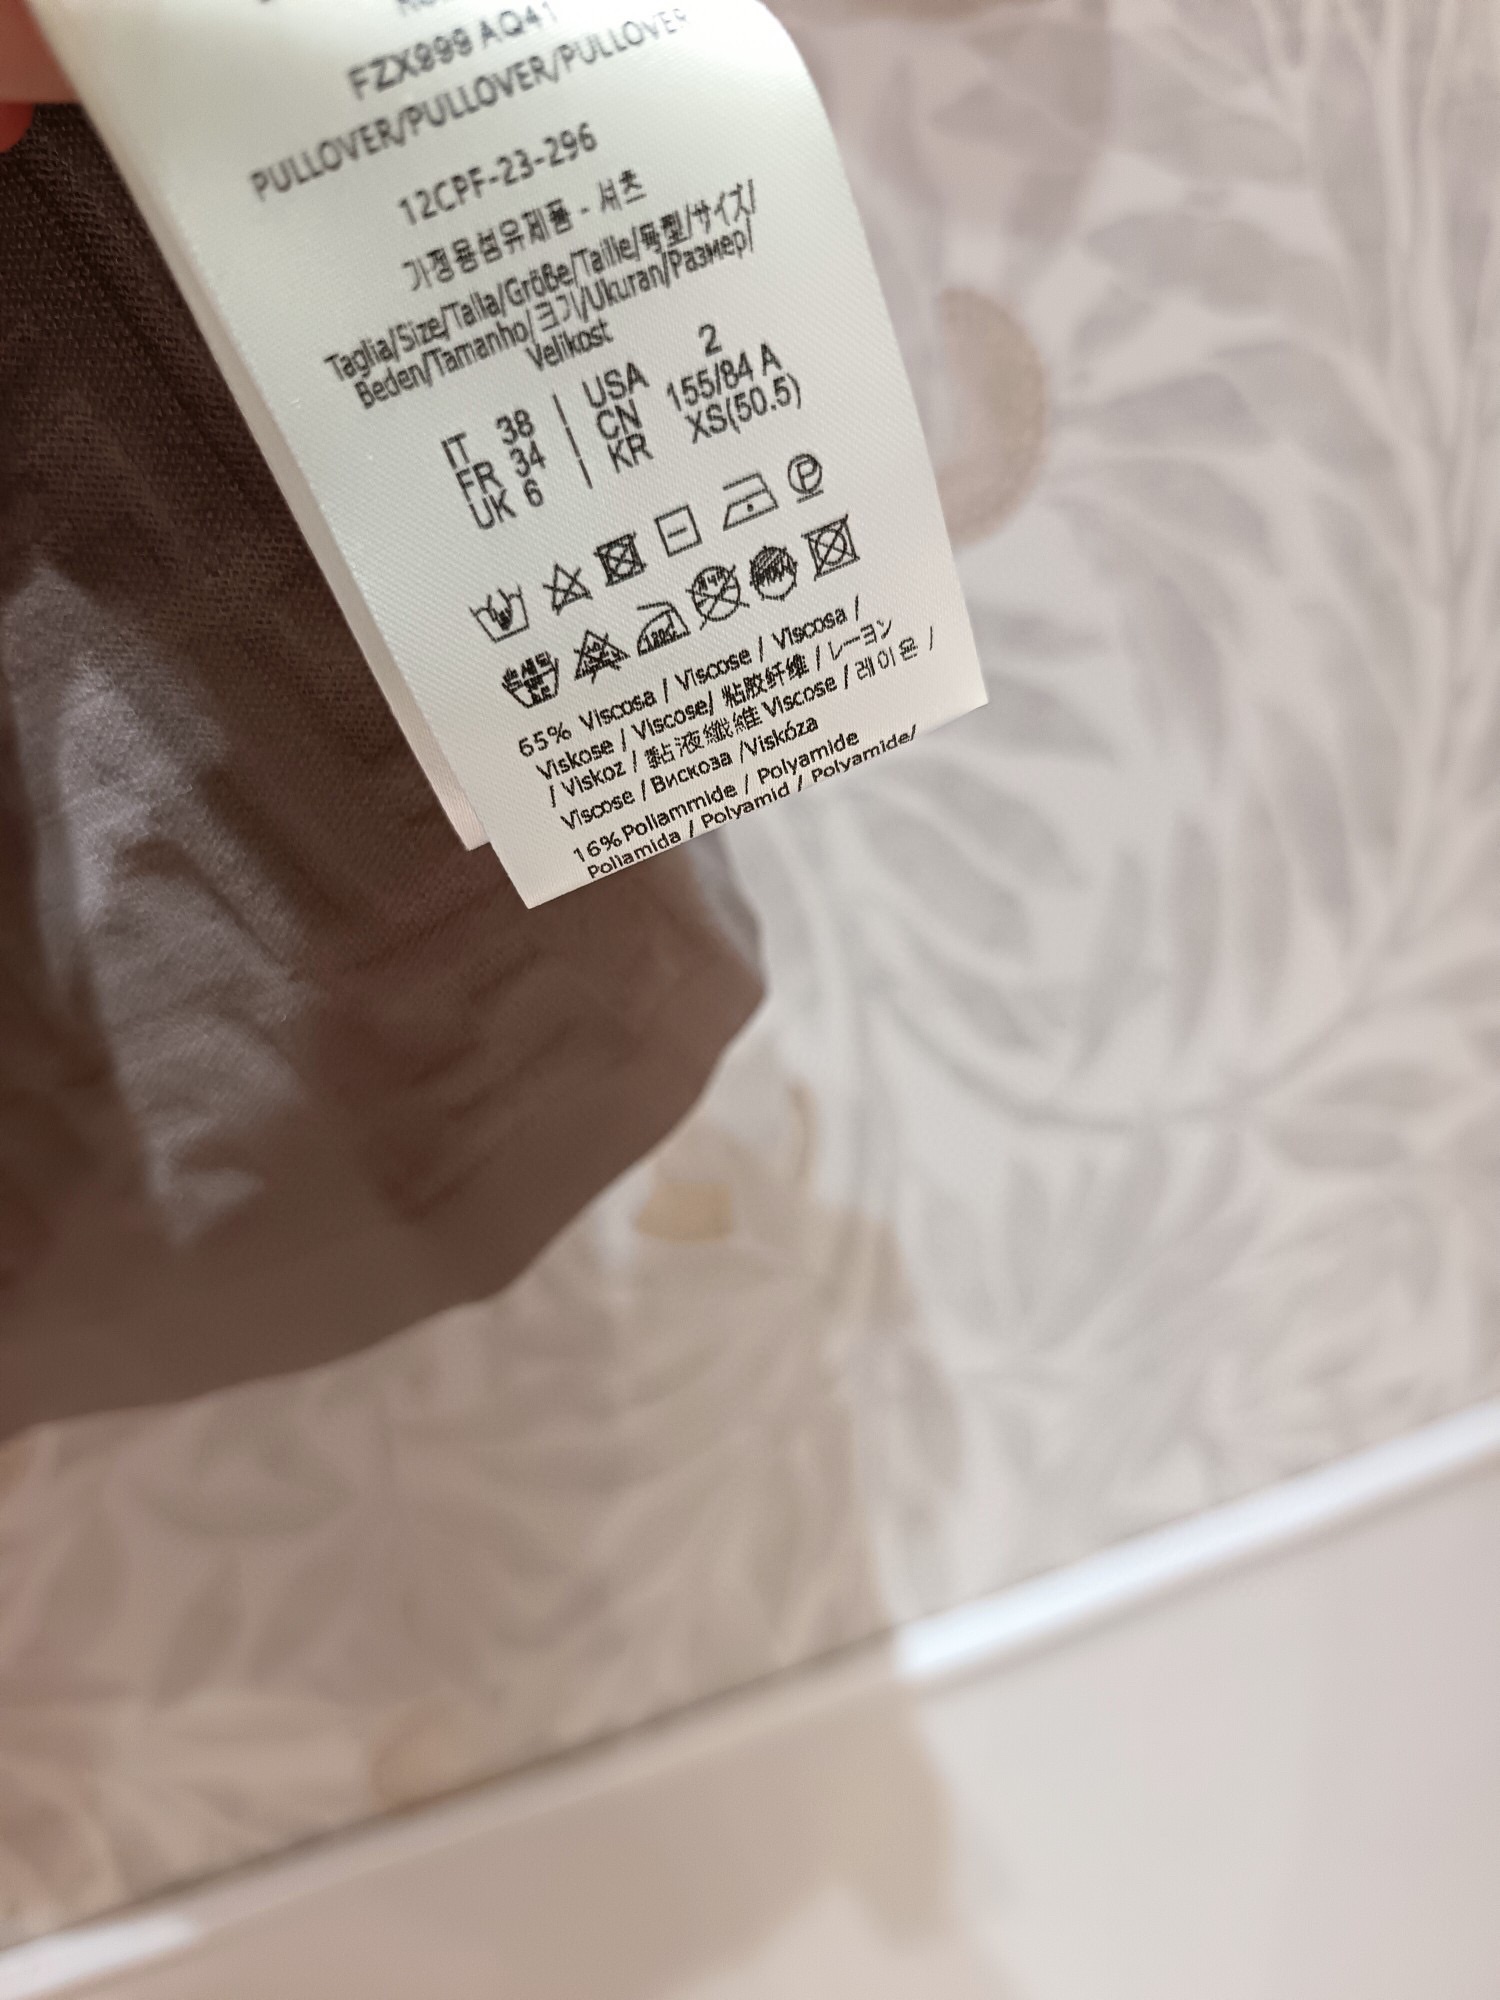 FZX999 AQ41
PULLOVER/PULLOVER/PULLOVER
12CPF-23-296
가정용섬유제품 - 셔츠
Taglia/Size/Talla/Größe/Taille/號型/サイズ/
Beden/Tamanho/크기/Ukuran/Размер/
Velikost
IT 38 | USA 2
FR 34 | CN 155/84 A
UK 6 | KR XS(50.5)
P
120℃
65% Viscosa / Viscose / Viscosa /
Viskose / Viscose/ 粘胶纤维 / レーヨン
/ Viskoz / 黏液纖維 Viscose / 레이온 /
Viscose / Вискоза /Viskóza
16%Poliammide / Polyamide
Poliamida / Polyamid / Polyamide/